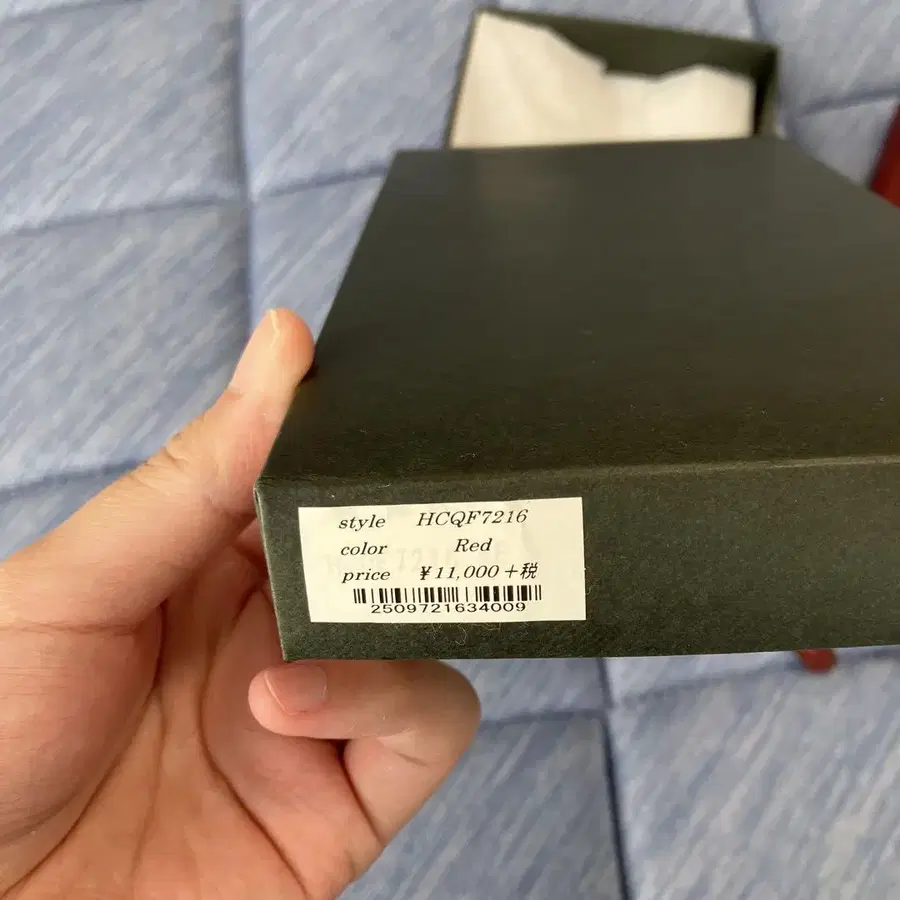 style HCQF7216
color Red
price ¥11,000+税
2509721634009